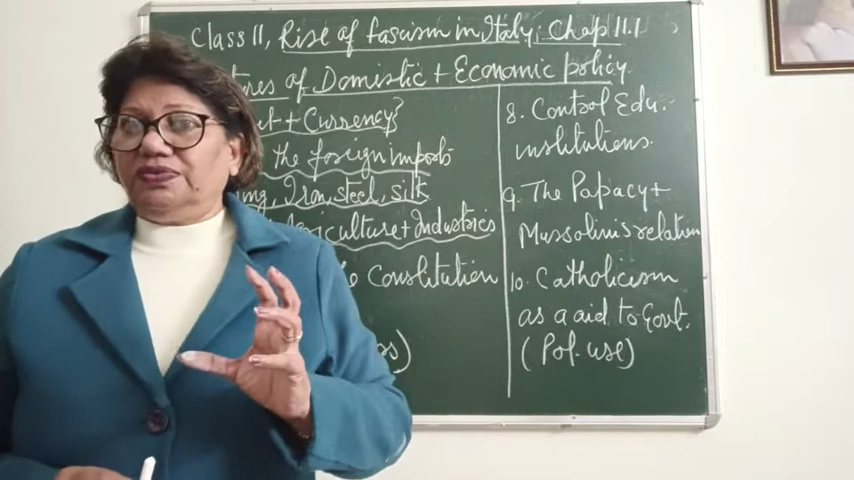 Class 11, Rise of fascism in Italy, Chap 11.1
of Domistic + Economic policy
+ Currency
the foreign imports
Iron, steel, silk
+ Industries
Constitution
8. Control Edu.
institutions.
9. The Papacy +
Mussolini's relation
10. Catholicism
as a aid to Govt.
(Pol. use)